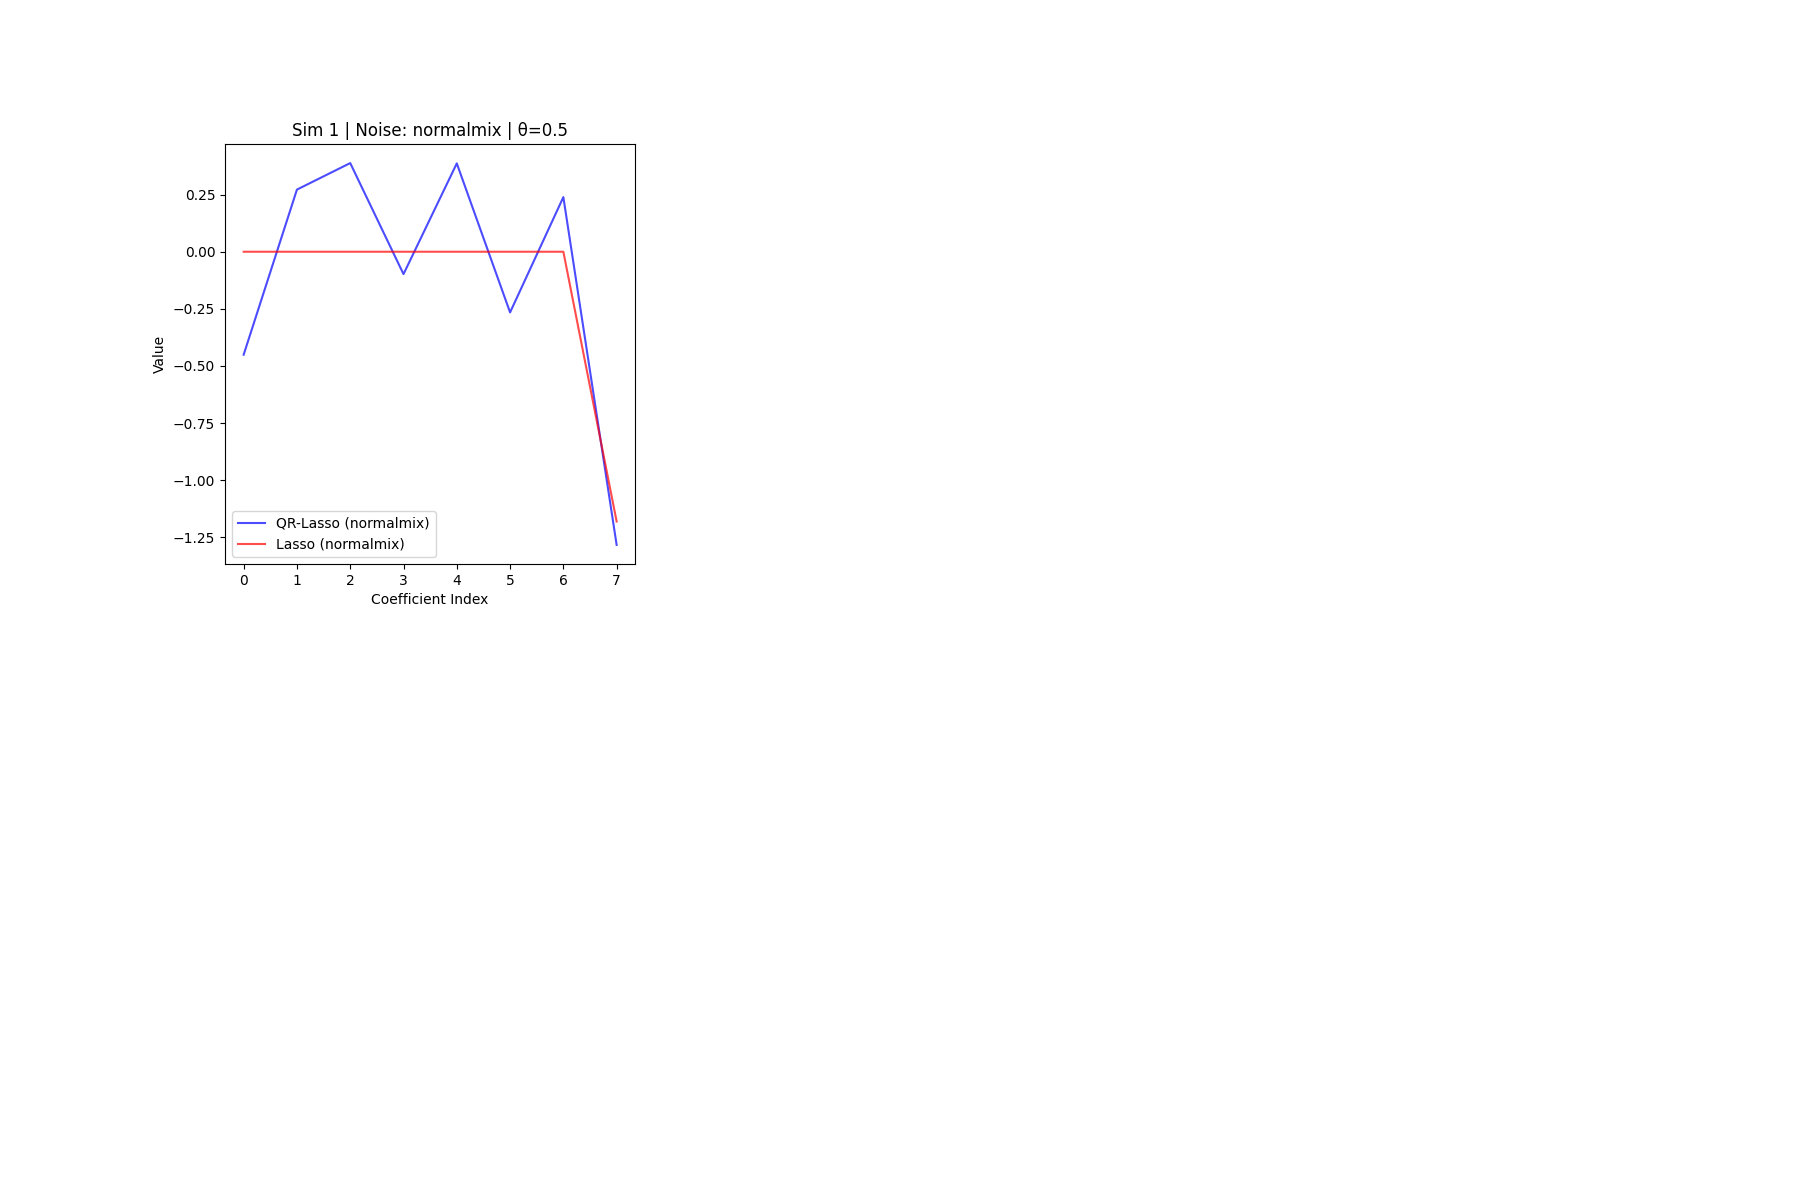 Sim 1 | Noise: normalmix | θ=0.5
Value
0.25
0.00
−0.25
−0.50
−0.75
−1.00
−1.25
QR-Lasso (normalmix)
Lasso (normalmix)
0 1 2 3 4 5 6 7
Coefficient Index